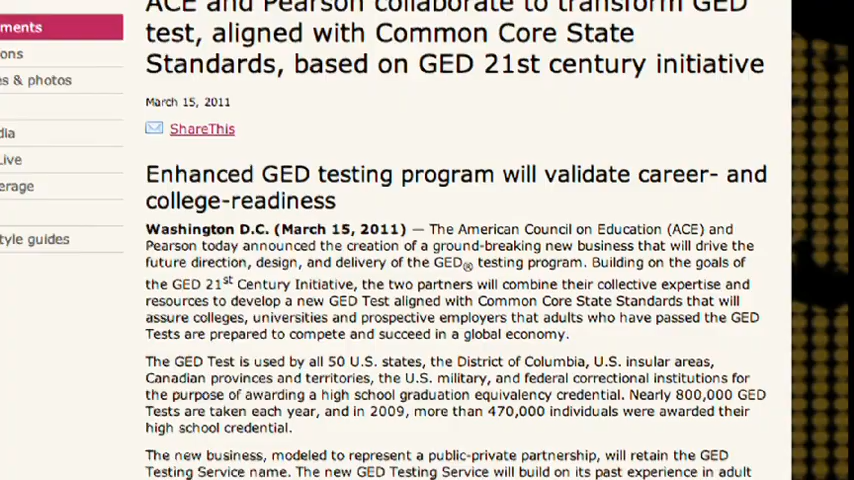 ACE and Pearson collaborate to transform GED
test, aligned with Common Core State
Standards, based on GED 21st century initiative
ments
ons
s & photos
dia
Live
erage
tyle guides
March 15, 2011
ShareThis
Enhanced GED testing program will validate career- and
college-readiness
Washington D.C. (March 15, 2011) — The American Council on Education (ACE) and
Pearson today announced the creation of a ground-breaking new business that will drive the
future direction, design, and delivery of the GED® testing program. Building on the goals of
the GED 21st Century Initiative, the two partners will combine their collective expertise and
resources to develop a new GED Test aligned with Common Core State Standards that will
assure colleges, universities and prospective employers that adults who have passed the GED
Tests are prepared to compete and succeed in a global economy.
The GED Test is used by all 50 U.S. states, the District of Columbia, U.S. insular areas,
Canadian provinces and territories, the U.S. military, and federal correctional institutions for
the purpose of awarding a high school graduation equivalency credential. Nearly 800,000 GED
Tests are taken each year, and in 2009, more than 470,000 individuals were awarded their
high school credential.
The new business, modeled to represent a public-private partnership, will retain the GED
Testing Service name. The new GED Testing Service will build on its past experience in adult